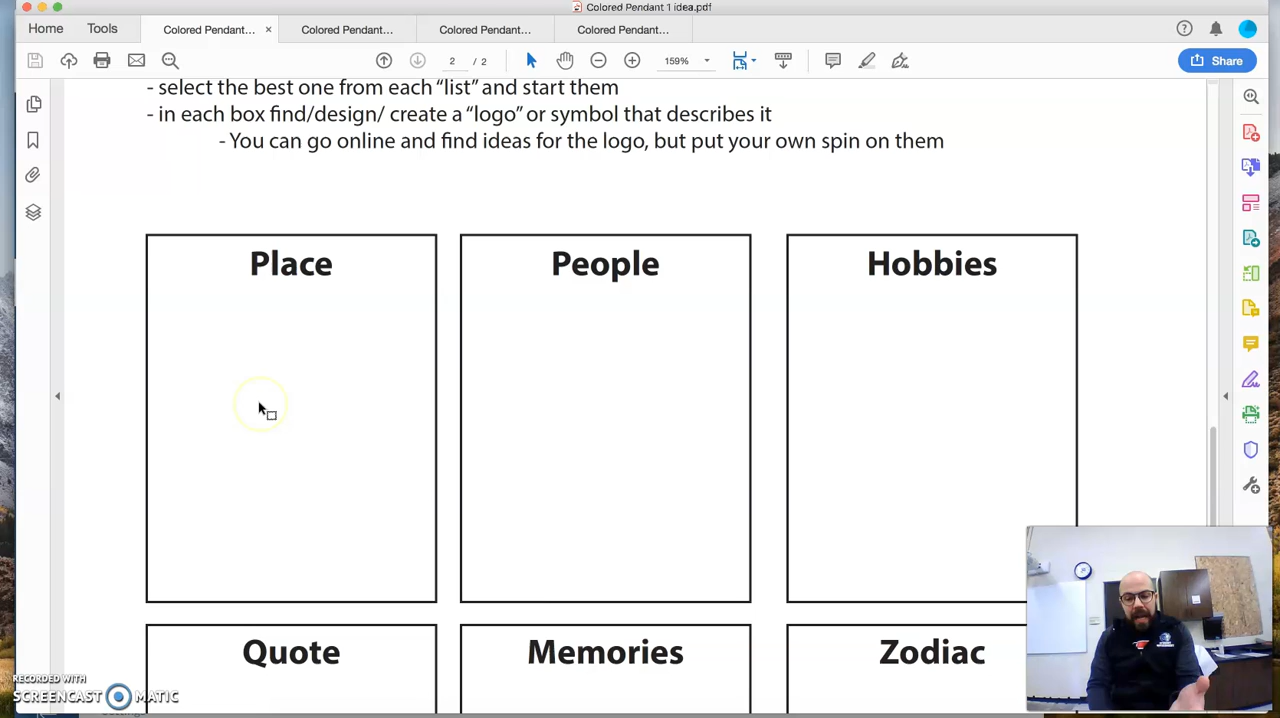 Colored Pendant 1 idea.pdf
Home Tools Colored Pendant... × Colored Pendant... Colored Pendant... Colored Pendant...
2 / 2 159% Share
- select the best one from each “list” and start them
- in each box find/design/ create a “logo” or symbol that describes it
- You can go online and find ideas for the logo, but put your own spin on them
Place People Hobbies
Quote Memories Zodiac
RECORDED WITH
SCREENCAST MATIC